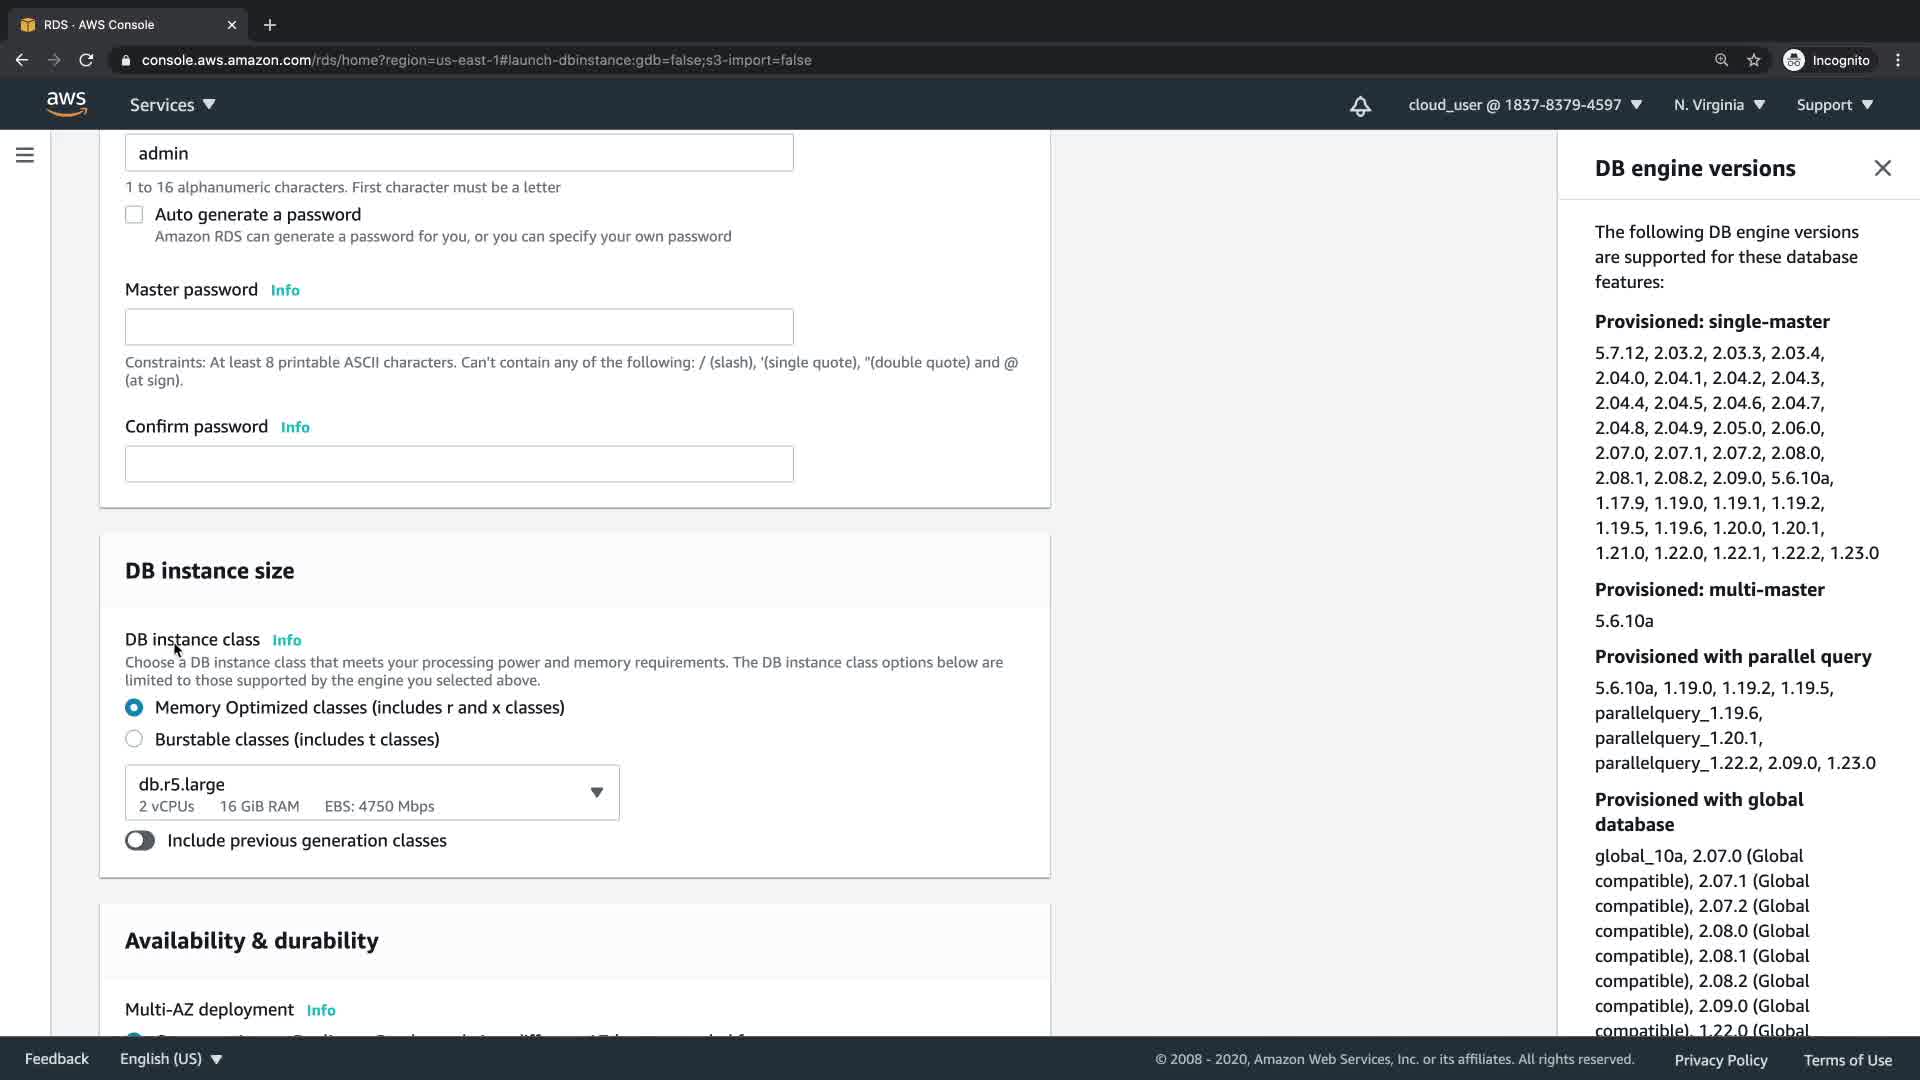 RDS · AWS Console
console.aws.amazon.com/rds/home?region=us-east-1#launch-dbinstance:gdb=false;s3-import=false
Incognito
aws
Services
cloud_user @ 1837-8379-4597
N. Virginia
Support
admin
1 to 16 alphanumeric characters. First character must be a letter
Auto generate a password
Amazon RDS can generate a password for you, or you can specify your own password
Master password Info
Constraints: At least 8 printable ASCII characters. Can't contain any of the following: / (slash), '(single quote), "(double quote) and @
(at sign).
Confirm password Info
DB instance size
DB instance class Info
Choose a DB instance class that meets your processing power and memory requirements. The DB instance class options below are
limited to those supported by the engine you selected above.
Memory Optimized classes (includes r and x classes)
Burstable classes (includes t classes)
db.r5.large
2 vCPUs 16 GiB RAM EBS: 4750 Mbps
Include previous generation classes
Availability & durability
Multi-AZ deployment Info
DB engine versions
The following DB engine versions
are supported for these database
features:
Provisioned: single-master
5.7.12, 2.03.2, 2.03.3, 2.03.4,
2.04.0, 2.04.1, 2.04.2, 2.04.3,
2.04.4, 2.04.5, 2.04.6, 2.04.7,
2.04.8, 2.04.9, 2.05.0, 2.06.0,
2.07.0, 2.07.1, 2.07.2, 2.08.0,
2.08.1, 2.08.2, 2.09.0, 5.6.10a,
1.17.9, 1.19.0, 1.19.1, 1.19.2,
1.19.5, 1.19.6, 1.20.0, 1.20.1,
1.21.0, 1.22.0, 1.22.1, 1.22.2, 1.23.0
Provisioned: multi-master
5.6.10a
Provisioned with parallel query
5.6.10a, 1.19.0, 1.19.2, 1.19.5,
parallelquery_1.19.6,
parallelquery_1.20.1,
parallelquery_1.22.2, 2.09.0, 1.23.0
Provisioned with global
database
global_10a, 2.07.0 (Global
compatible), 2.07.1 (Global
compatible), 2.07.2 (Global
compatible), 2.08.0 (Global
compatible), 2.08.1 (Global
compatible), 2.08.2 (Global
compatible), 2.09.0 (Global
compatible), 1.22.0 (Global
Feedback
English (US)
© 2008 - 2020, Amazon Web Services, Inc. or its affiliates. All rights reserved.
Privacy Policy
Terms of Use